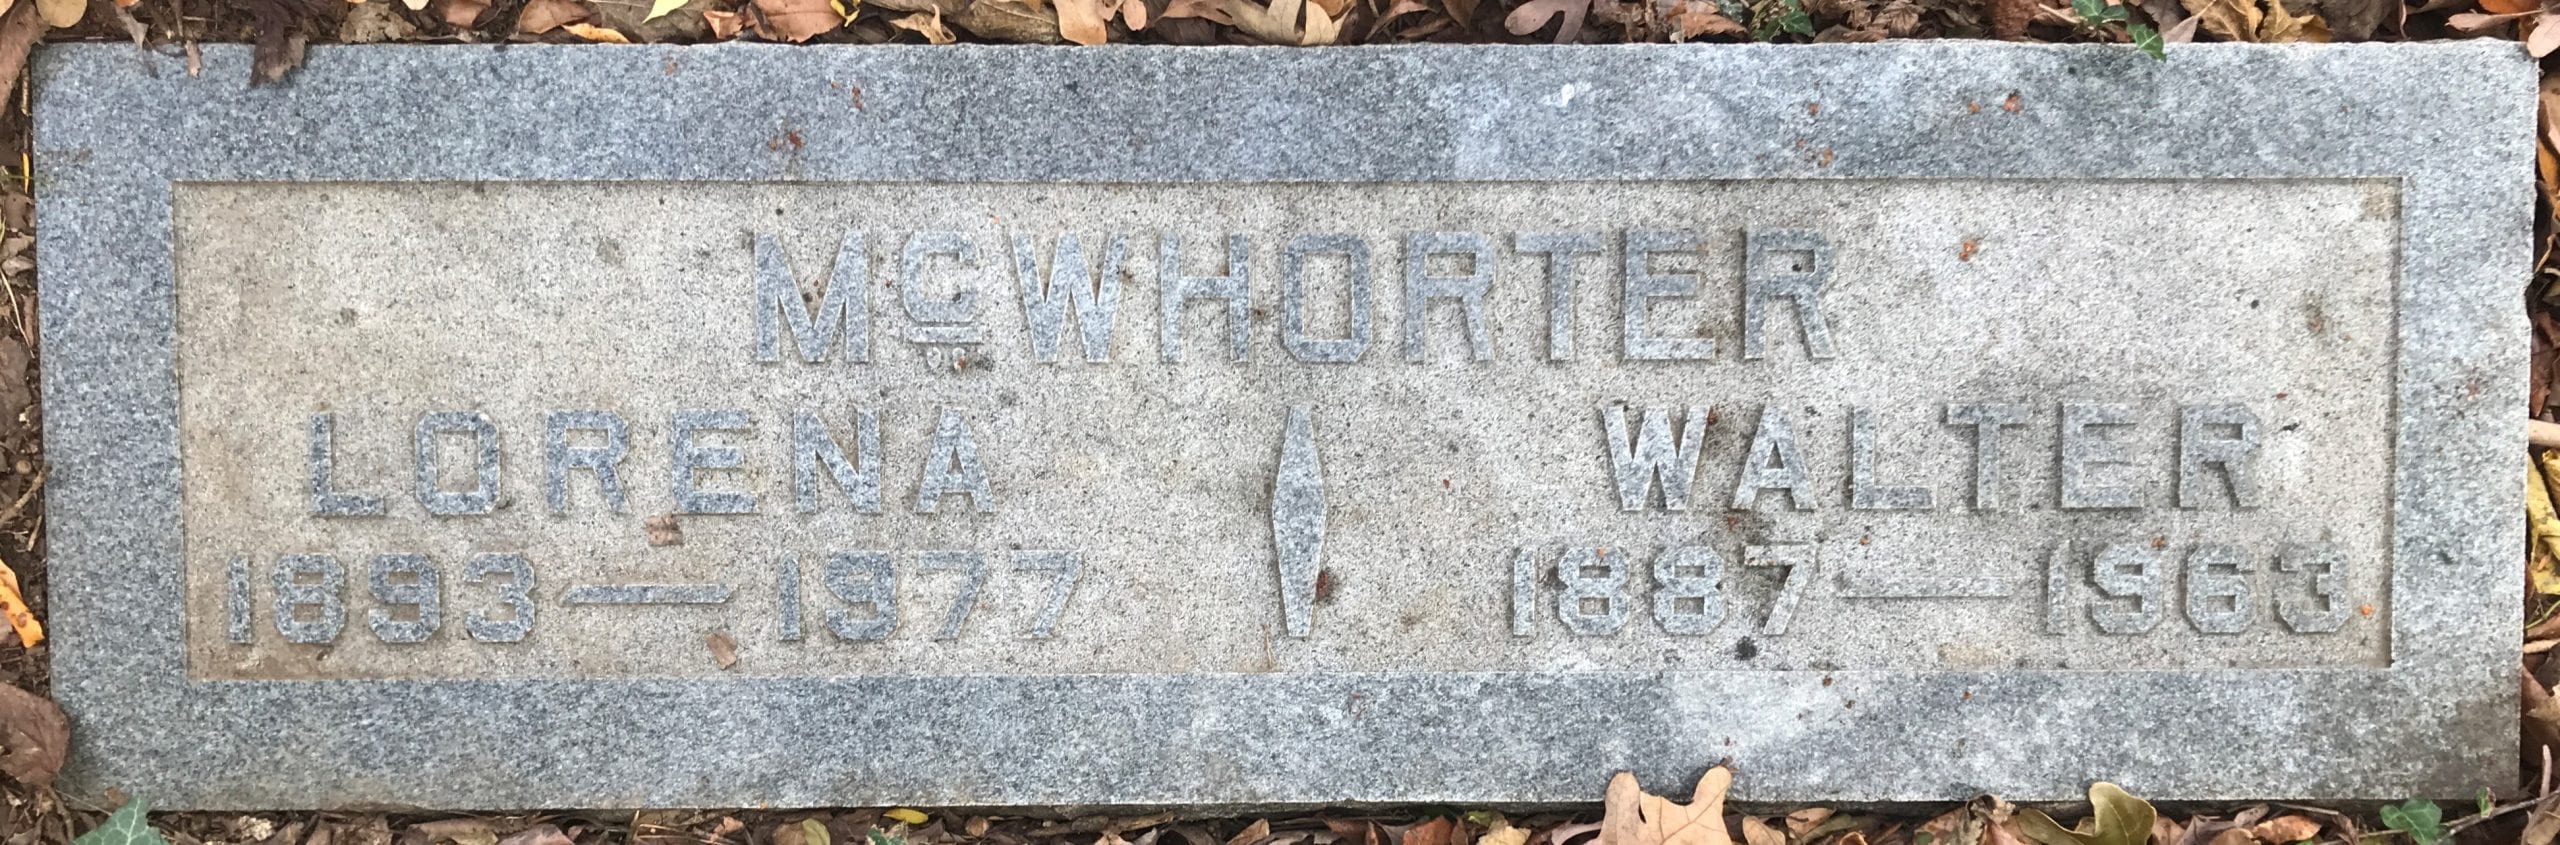 McWHORTER
LORENA WALTER
1893 — 1977 1887 — 1963